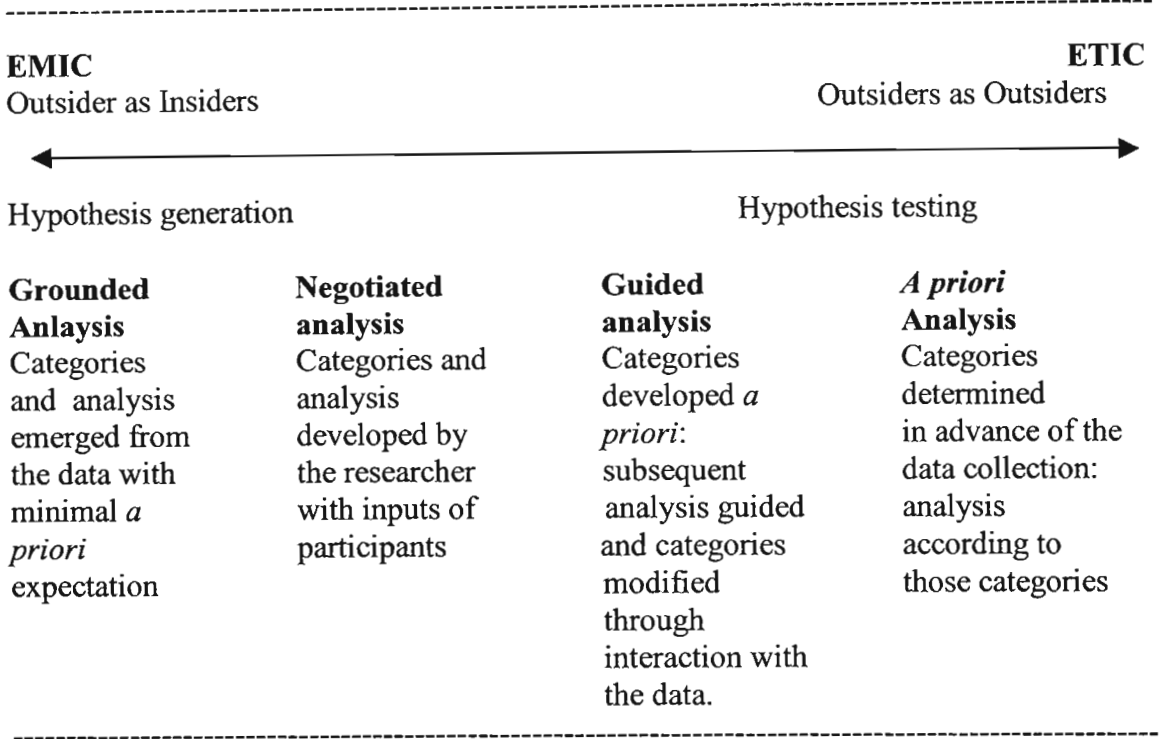 EMIC
ETIC
Outsider as Insiders
Outsiders as Outsiders
Hypothesis generation
Hypothesis testing
Grounded
Anlaysis
Categories
and analysis
emerged from
the data with
minimal a
priori
expectation
Negotiated
analysis
Categories and
analysis
developed by
the researcher
with inputs of
participants
Guided
analysis
Categories
developed a
priori:
subsequent
analysis guided
and categories
modified
through
interaction with
the data.
A priori
Analysis
Categories
determined
in advance of the
data collection:
analysis
according to
those categories